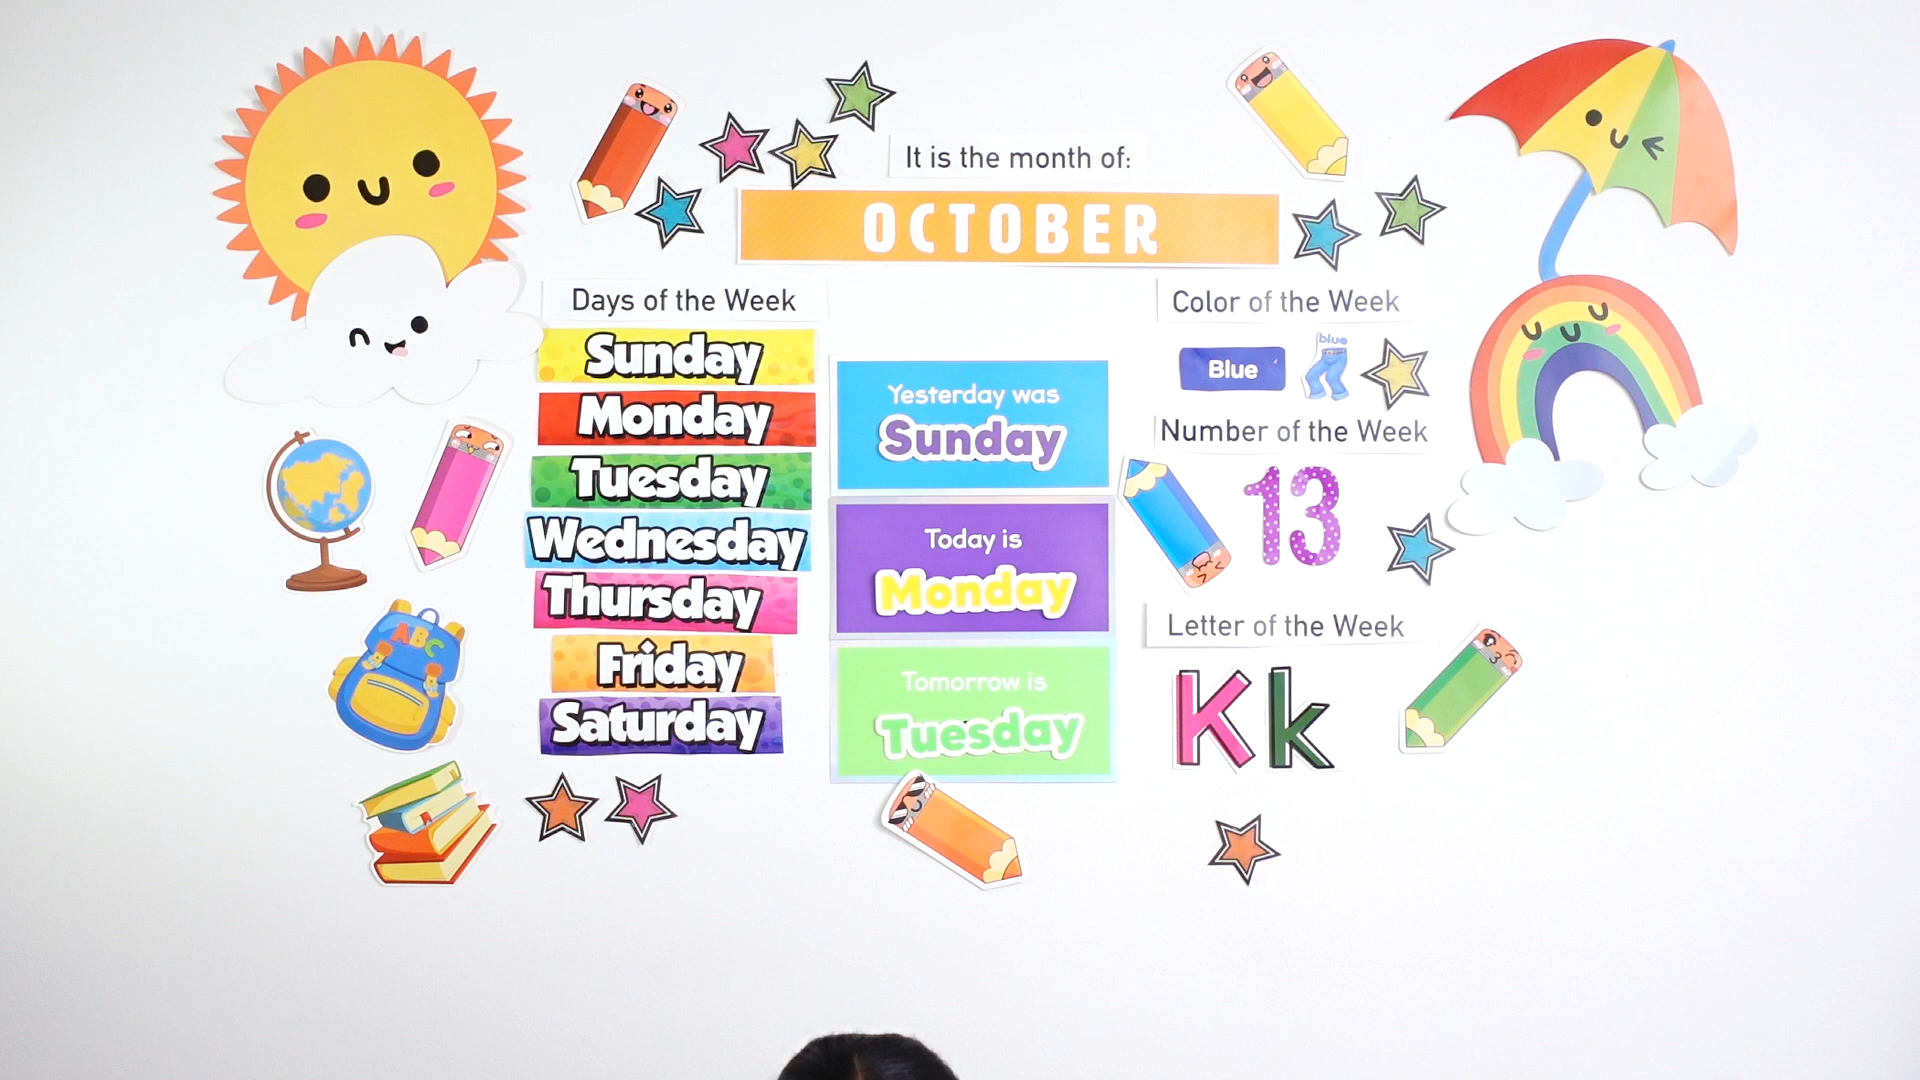 It is the month of:
OCTOBER
Days of the Week
Sunday
Monday
Tuesday
Wednesday
Thursday
Friday
Saturday
Yesterday was
Sunday
Today is
Monday
Tomorrow is
Tuesday
Color of the Week
Blue
blue
Number of the Week
13
Letter of the Week
K k
ABC